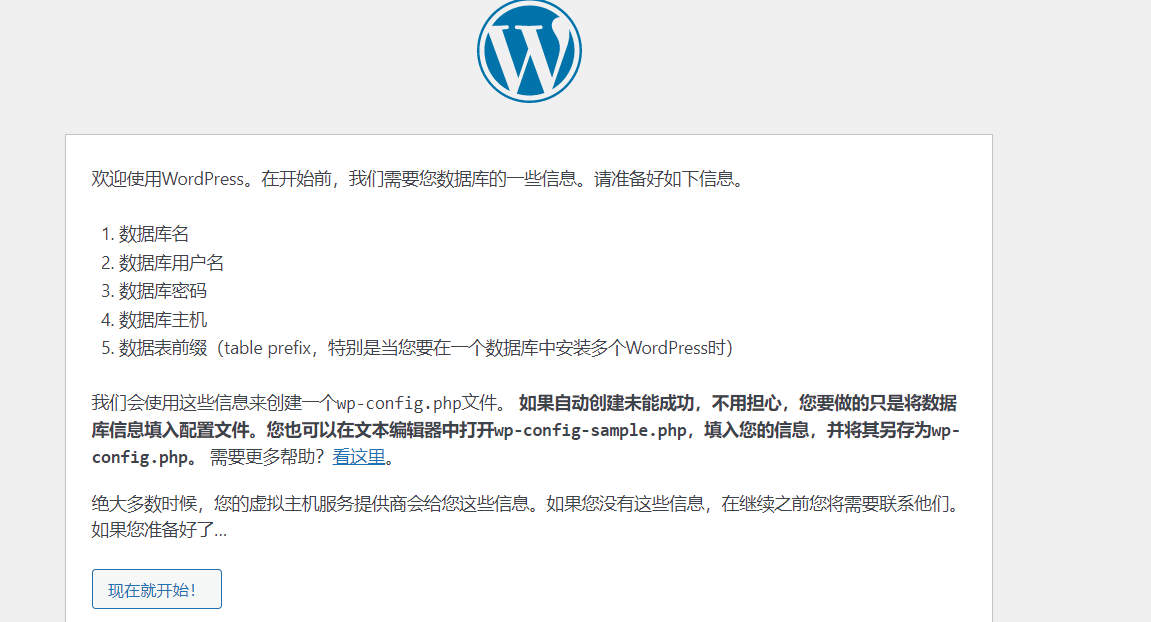 欢迎使用WordPress。在开始前，我们需要您数据库的一些信息。请准备好如下信息。
1. 数据库名
2. 数据库用户名
3. 数据库密码
4. 数据库主机
5. 数据表前缀（table prefix，特别是当您要在一个数据库中安装多个WordPress时）
我们会使用这些信息来创建一个wp-config.php文件。 如果自动创建未能成功，不用担心，您要做的只是将数据
库信息填入配置文件。您也可以在文本编辑器中打开wp-config-sample.php，填入您的信息，并将其另存为wp-
config.php。 需要更多帮助？看这里。
绝大多数时候，您的虚拟主机服务提供商会给您这些信息。如果您没有这些信息，在继续之前您将需要联系他们。
如果您准备好了…
现在就开始！